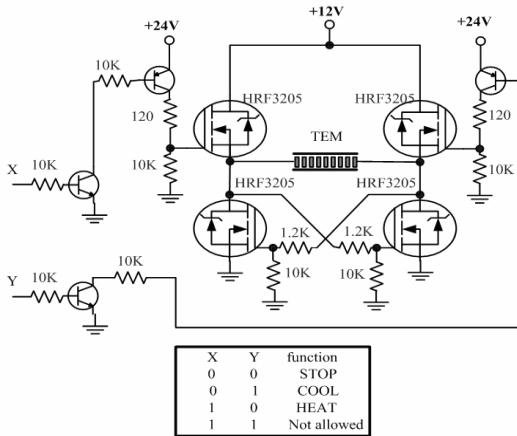 +12V
+24V
+24V
10K
HRF3205
HRF3205
120
120
TEM
X
10K
10K
10K
HRF3205
HRF3205
1.2K
1.2K
Y
10K
10K
10K
10K
X Y function
0 0 STOP
0 1 COOL
1 0 HEAT
1 1 Not allowed